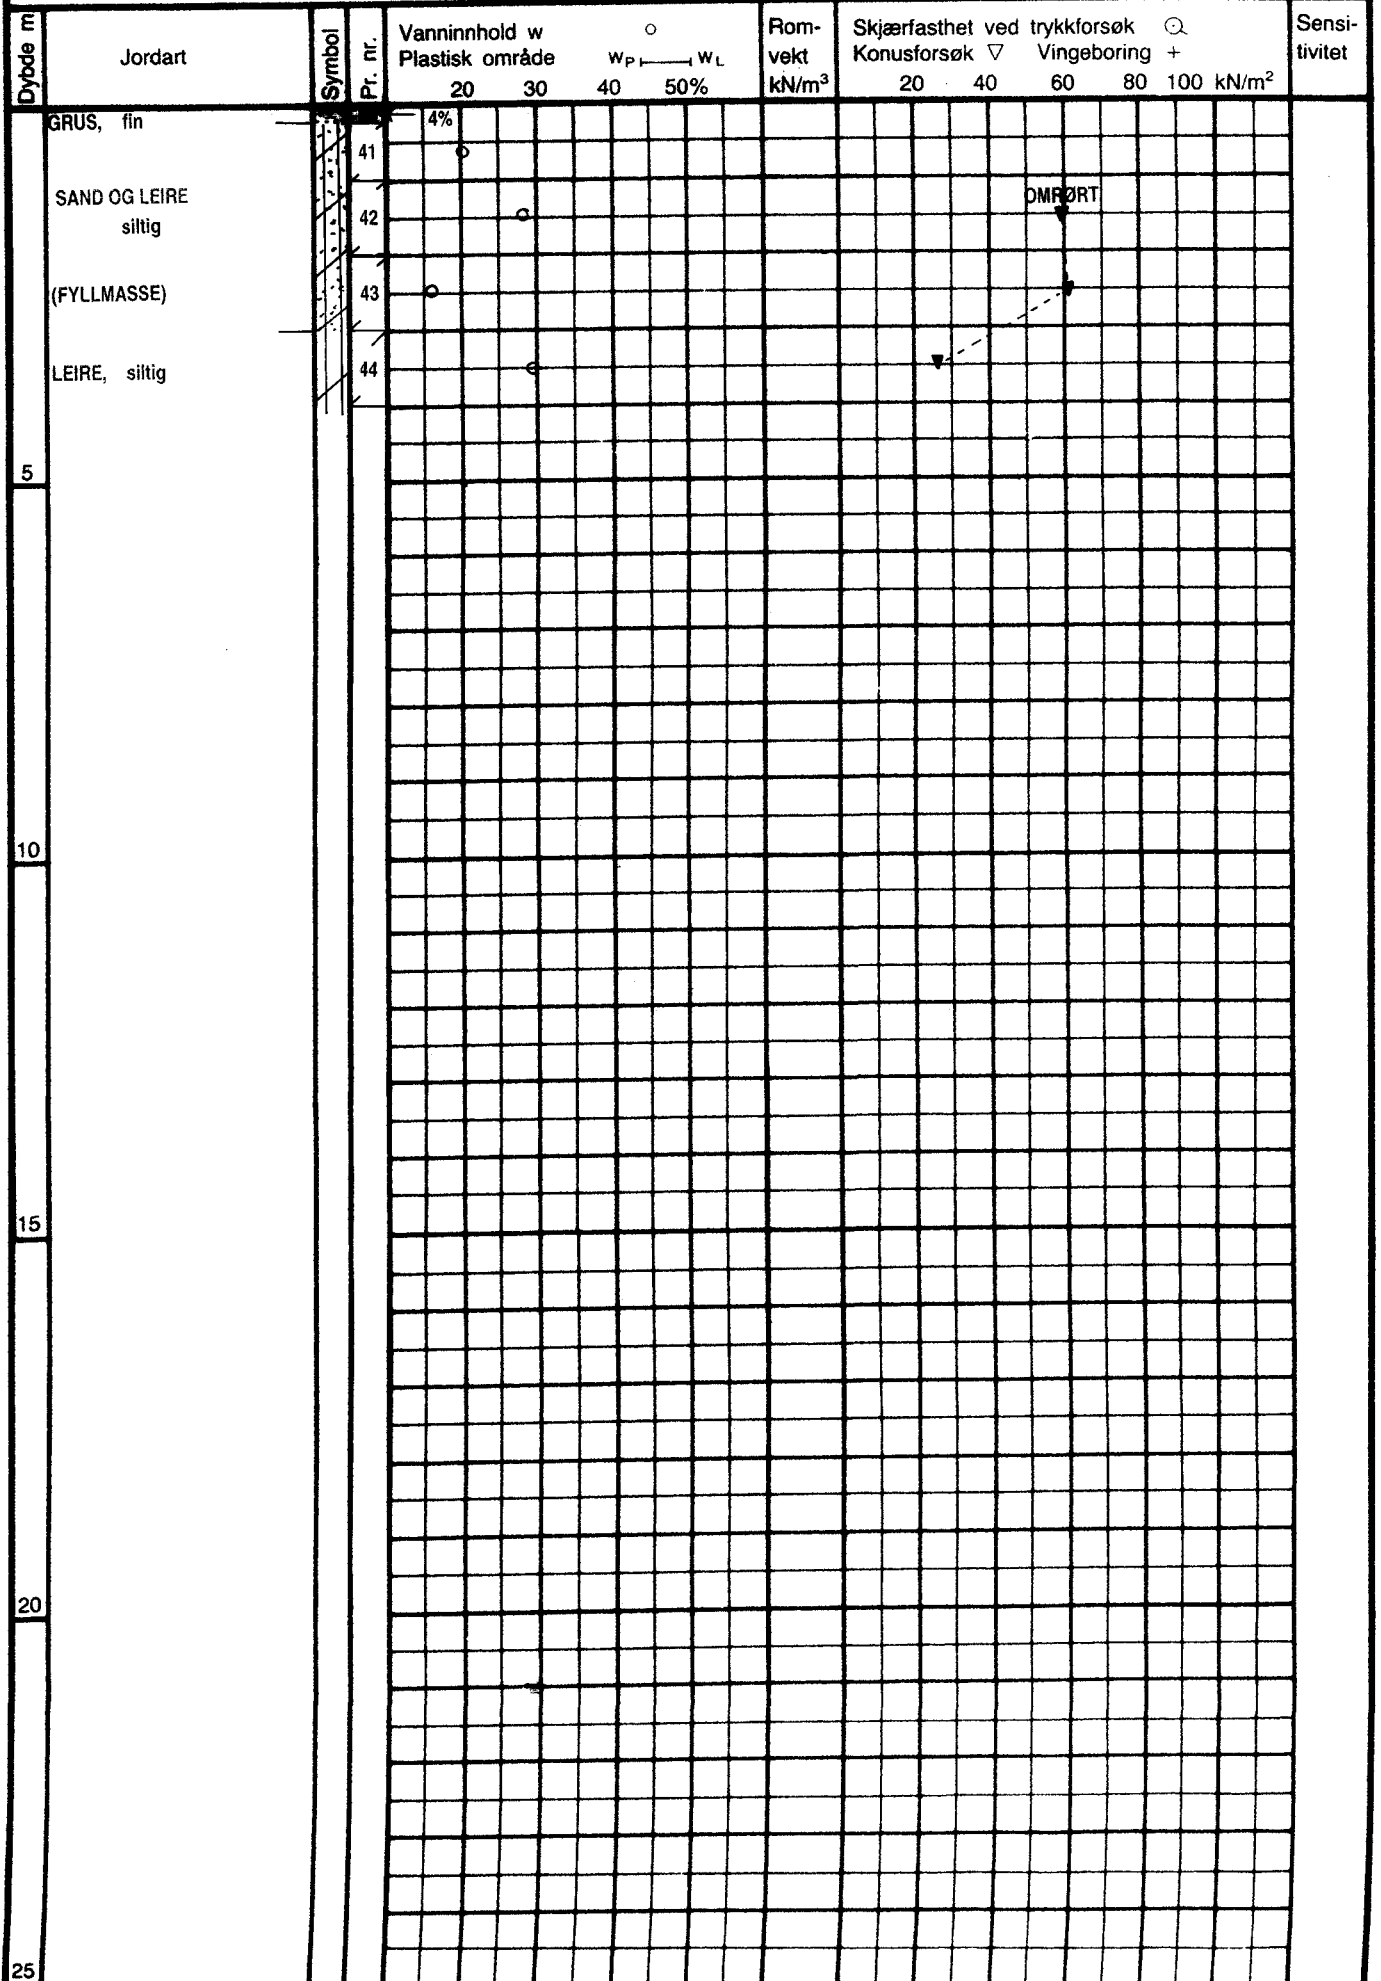 Dybde m
Jordart
Symbol
Pr. nr.
Vanninnhold w
Plastisk område WP WL
20 30 40 50%
Rom-
vekt
kN/m³
Skjærfasthet ved trykkforsøk
Konusforsøk ▽ Vingeboring +
20 40 60 80 100 kN/m²
Sensi-
tivitet
GRUS, fin
4%
41
SAND OG LEIRE
siltig
42
OMRØRT
(FYLLMASSE)
43
LEIRE, siltig
44
5
10
15
20
25